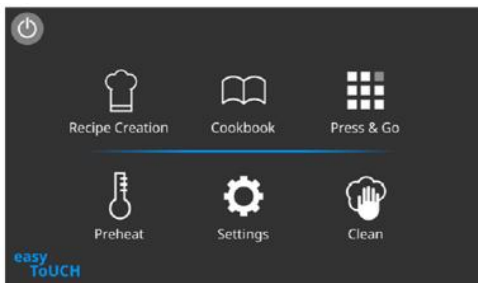 Recipe Creation
Cookbook
Press & Go
Preheat
Settings
Clean
easy
ToUCH